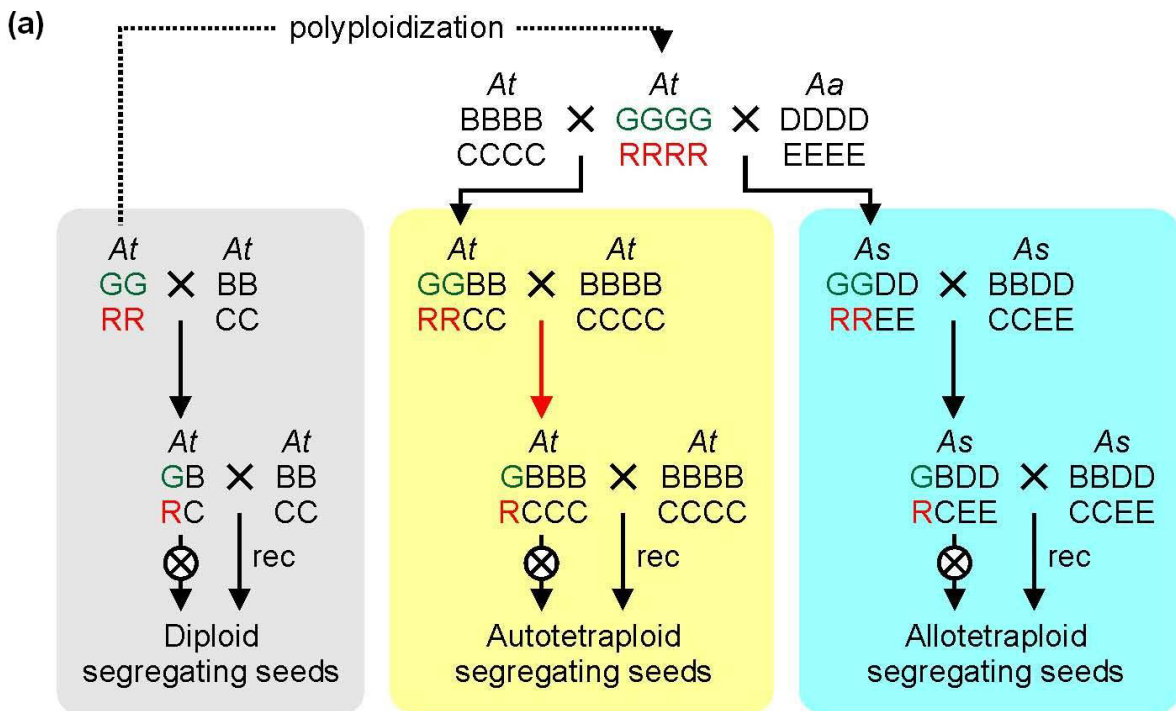 (a)
polyploidization
At At Aa
BBBB × GGGG × DDDD
CCCC RRRR EEEE
At At
GG × BB
RR CC
At At
GB × BB
RC CC
rec
Diploid
segregating seeds
At At
GGBB × BBBB
RRCC CCCC
At At
GBBB × BBBB
RCCC CCCC
rec
Autotetraploid
segregating seeds
As As
GGDD × BBDD
RREE CCEE
As As
GBDD × BBDD
RCEE CCEE
rec
Allotetraploid
segregating seeds